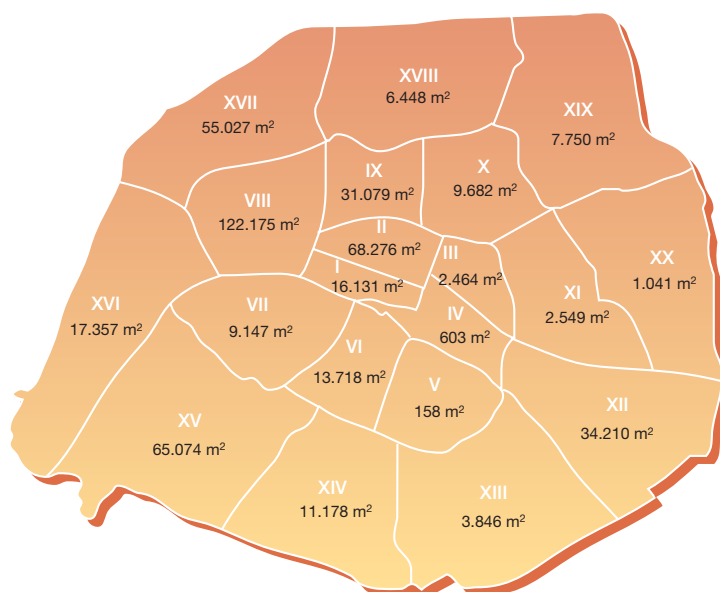 XVIII
6.448 m²
XVII
55.027 m²
XIX
7.750 m²
IX
31.079 m²
X
9.682 m²
VIII
122.175 m²
II
68.276 m²
III
2.464 m²
I
16.131 m²
XX
1.041 m²
XI
2.549 m²
XVI
17.357 m²
VII
9.147 m²
IV
603 m²
VI
13.718 m²
V
158 m²
XII
34.210 m²
XV
65.074 m²
XIV
11.178 m²
XIII
3.846 m²